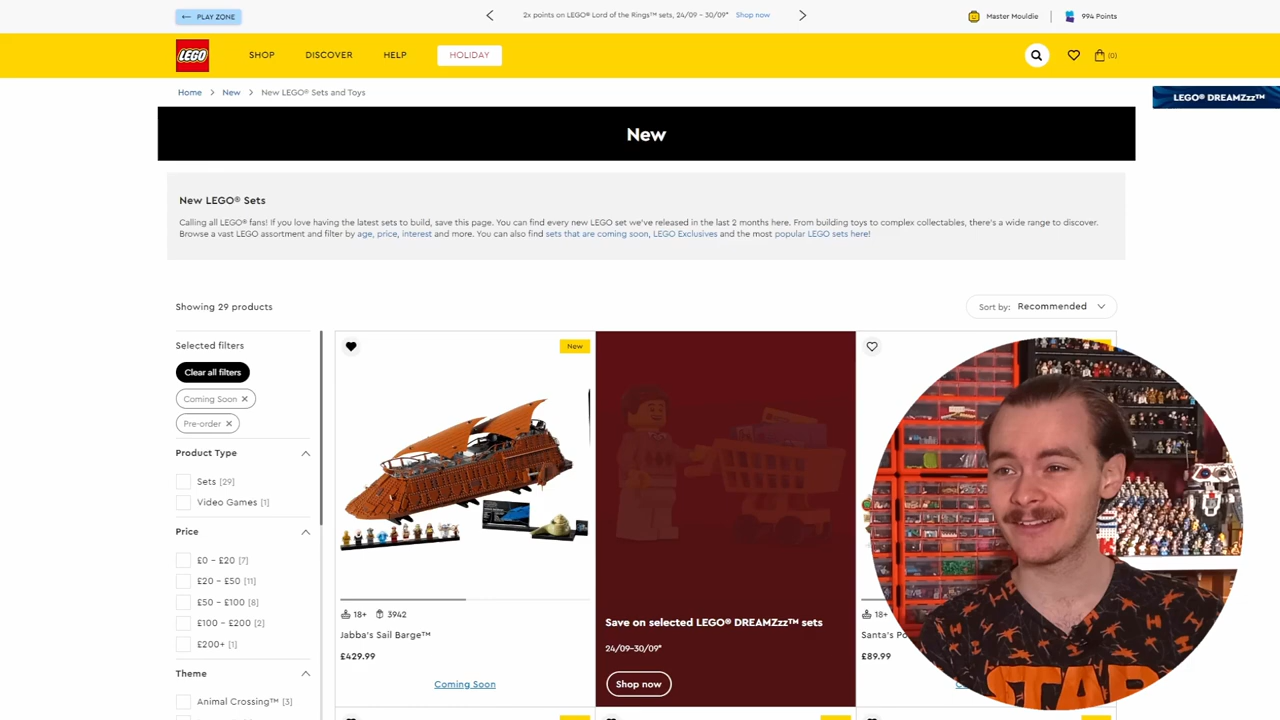 ← PLAY ZONE
2x points on LEGO® Lord of the Rings™ sets, 24/09 – 30/09* Shop now
Master Mouldie
994 Points
LEGO
SHOP
DISCOVER
HELP
HOLIDAY
(0)
Home > New > New LEGO® Sets and Toys
LEGO® DREAMZzz™
New
New LEGO® Sets
Calling all LEGO® fans! If you love having the latest sets to build, save this page. You can find every new LEGO set we've released in the last 2 months here. From building toys to complex collectables, there's a wide range to discover.
Browse a vast LEGO assortment and filter by age, price, interest and more. You can also find sets that are coming soon, LEGO Exclusives and the most popular LEGO sets here!
Showing 29 products
Sort by: Recommended
Selected filters
Clear all filters
Coming Soon ×
Pre-order ×
Product Type
Sets [29]
Video Games [1]
Price
£0 – £20 [7]
£20 – £50 [11]
£50 – £100 [8]
£100 – £200 [2]
£200+ [1]
Theme
Animal Crossing™ [3]
New
18+ 3942
Jabba's Sail Barge™
£429.99
Coming Soon
Save on selected LEGO® DREAMZzz™ sets
24/09–30/09*
Shop now
18+
Santa's Po
£89.99
STAR